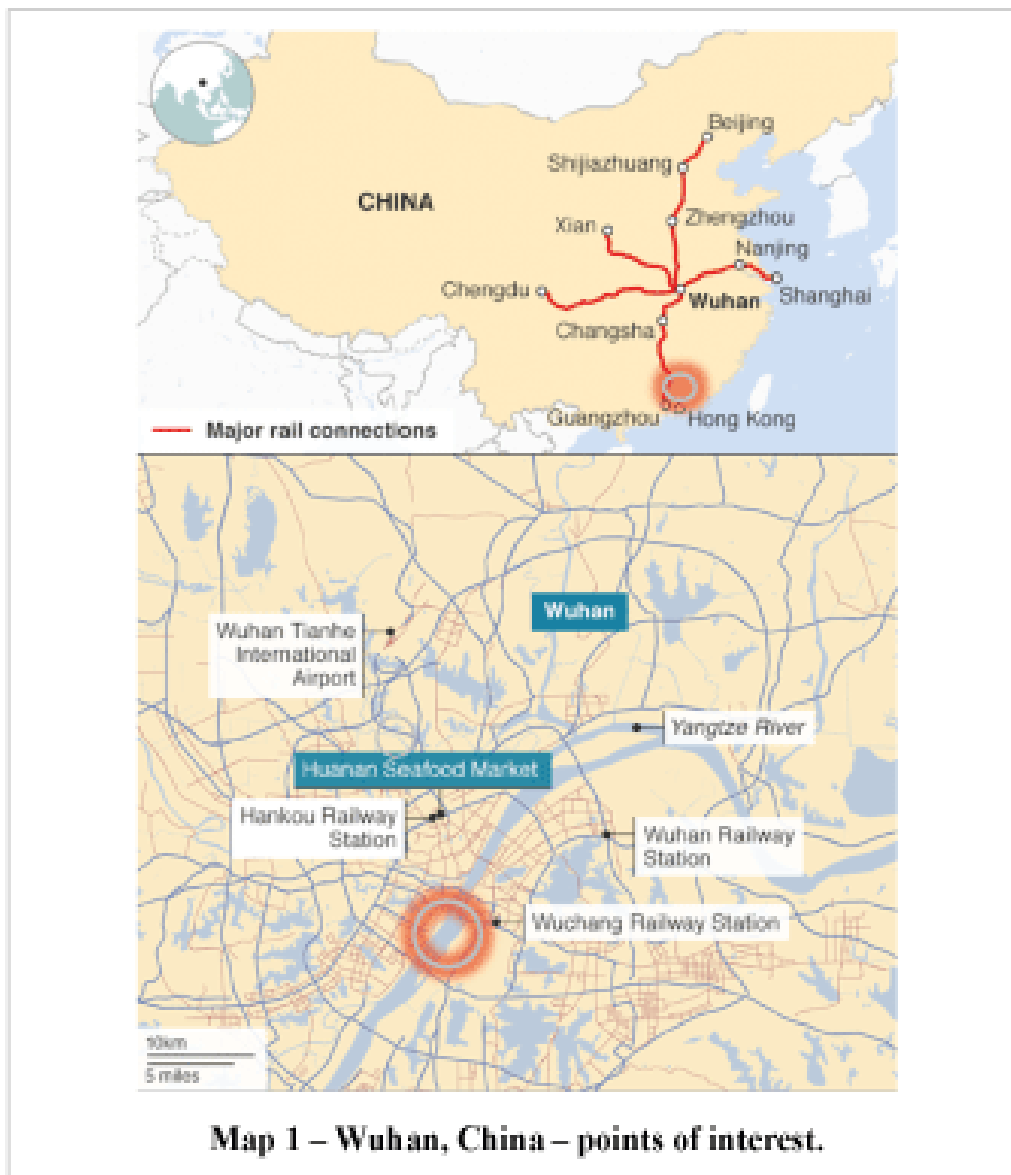 Beijing
Shijiazhuang
Zhengzhou
Xian
Nanjing
Chengdu
Wuhan
Shanghai
Changsha
Guangzhou
Hong Kong
CHINA
Major rail connections
Wuhan
Wuhan Tianhe
International
Airport
Yangtze River
Huanan Seafood Market
Hankou Railway
Station
Wuhan Railway
Station
Wuchang Railway Station
10km
5 miles
Map 1 – Wuhan, China – points of interest.